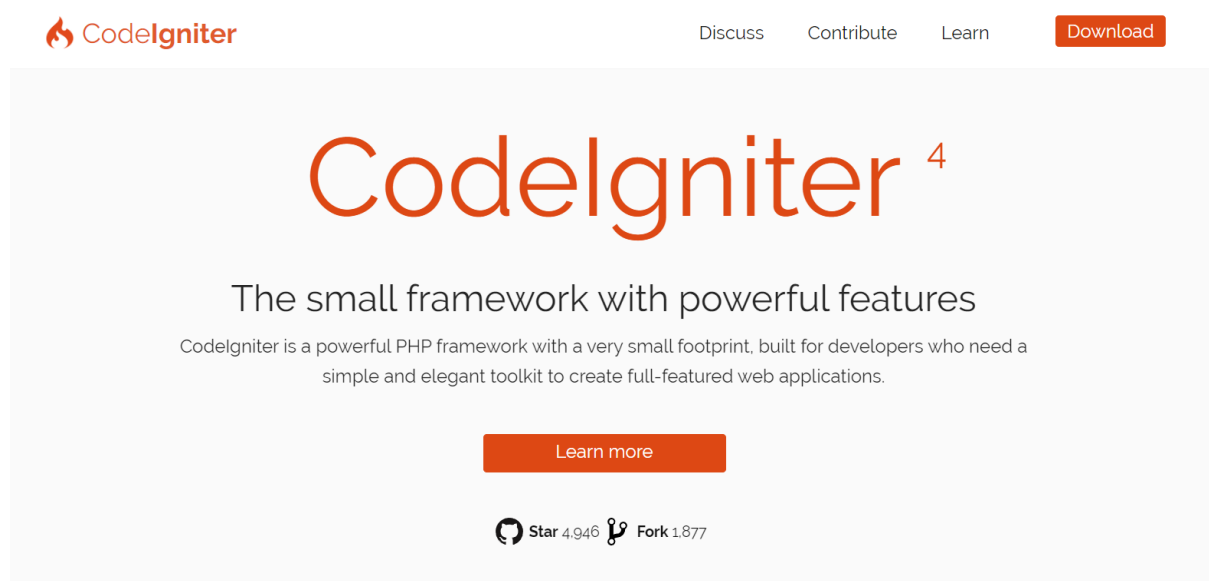 CodeIgniter
Discuss Contribute Learn Download
CodeIgniter 4
The small framework with powerful features
CodeIgniter is a powerful PHP framework with a very small footprint, built for developers who need a
simple and elegant toolkit to create full-featured web applications.
Learn more
Star 4,946 Fork 1,877